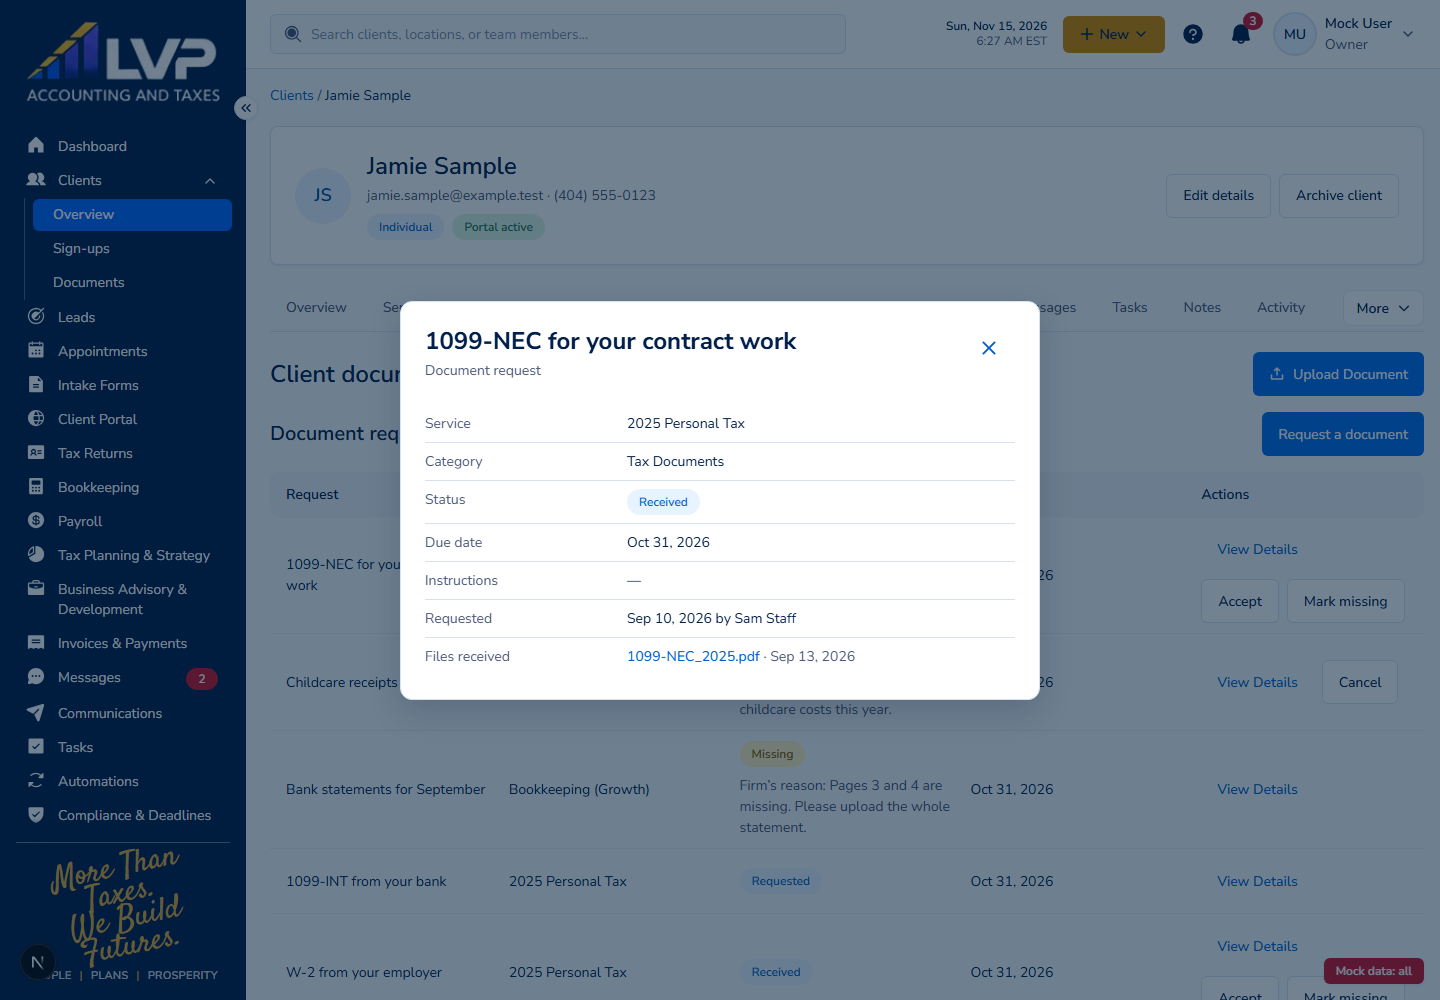 LVP
ACCOUNTING AND TAXES
Search clients, locations, or team members...
Sun, Nov 15, 2026
6:27 AM EST
New
3
MU
Mock User
Owner
Dashboard
Clients
Overview
Sign-ups
Documents
Leads
Appointments
Intake Forms
Client Portal
Tax Returns
Bookkeeping
Payroll
Tax Planning & Strategy
Business Advisory &
Development
Invoices & Payments
Messages 2
Communications
Tasks
Automations
Compliance & Deadlines
More Than
Taxes.
We Build
Futures.
N
PLE | PLANS | PROSPERITY
Clients / Jamie Sample
JS
Jamie Sample
jamie.sample@example.test · (404) 555-0123
Individual Portal active
Edit details
Archive client
Overview Ser ssages Tasks Notes Activity More
Client docur
Upload Document
Document req
Request a document
Request Actions
1099-NEC for you
work
26
View Details
Accept Mark missing
Childcare receipts
childcare costs this year.
26
View Details Cancel
Bank statements for September Bookkeeping (Growth)
Missing
Firm's reason: Pages 3 and 4 are
missing. Please upload the whole
statement.
Oct 31, 2026 View Details
1099-INT from your bank 2025 Personal Tax Requested Oct 31, 2026 View Details
W-2 from your employer 2025 Personal Tax Received Oct 31, 2026
View Details
Accept Mark missing
Mock data: all
1099-NEC for your contract work
Document request
Service 2025 Personal Tax
Category Tax Documents
Status Received
Due date Oct 31, 2026
Instructions —
Requested Sep 10, 2026 by Sam Staff
Files received 1099-NEC_2025.pdf · Sep 13, 2026